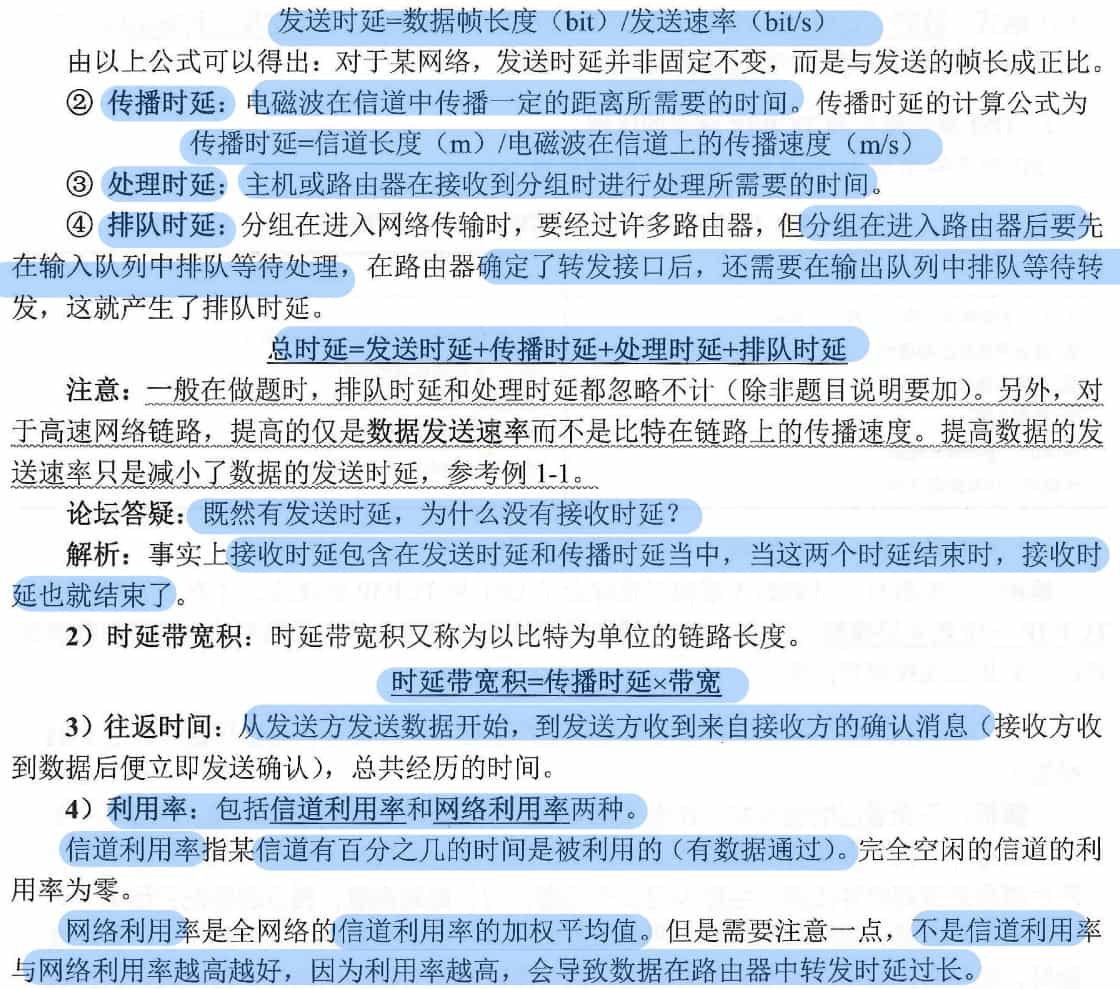 发送时延=数据帧长度（bit）/发送速率（bit/s）
由以上公式可以得出：对于某网络，发送时延并非固定不变，而是与发送的帧长成正比。
② 传播时延：电磁波在信道中传播一定的距离所需要的时间。传播时延的计算公式为
传播时延=信道长度（m）/电磁波在信道上的传播速度（m/s）
③ 处理时延：主机或路由器在接收到分组时进行处理所需要的时间。
④ 排队时延：分组在进入网络传输时，要经过许多路由器，但分组在进入路由器后要先
在输入队列中排队等待处理，在路由器确定了转发接口后，还需要在输出队列中排队等待转
发，这就产生了排队时延。
总时延=发送时延+传播时延+处理时延+排队时延
注意：一般在做题时，排队时延和处理时延都忽略不计（除非题目说明要加）。另外，对
于高速网络链路，提高的仅是数据发送速率而不是比特在链路上的传播速度。提高数据的发
送速率只是减小了数据的发送时延，参考例 1-1。
论坛答疑：既然有发送时延，为什么没有接收时延？
解析：事实上接收时延包含在发送时延和传播时延当中，当这两个时延结束时，接收时
延也就结束了。
2）时延带宽积：时延带宽积又称为以比特为单位的链路长度。
时延带宽积=传播时延×带宽
3）往返时间：从发送方发送数据开始，到发送方收到来自接收方的确认消息（接收方收
到数据后便立即发送确认），总共经历的时间。
4）利用率：包括信道利用率和网络利用率两种。
信道利用率指某信道有百分之几的时间是被利用的（有数据通过）。完全空闲的信道的利
用率为零。
网络利用率是全网络的信道利用率的加权平均值。但是需要注意一点，不是信道利用率
与网络利用率越高越好，因为利用率越高，会导致数据在路由器中转发时延过长。